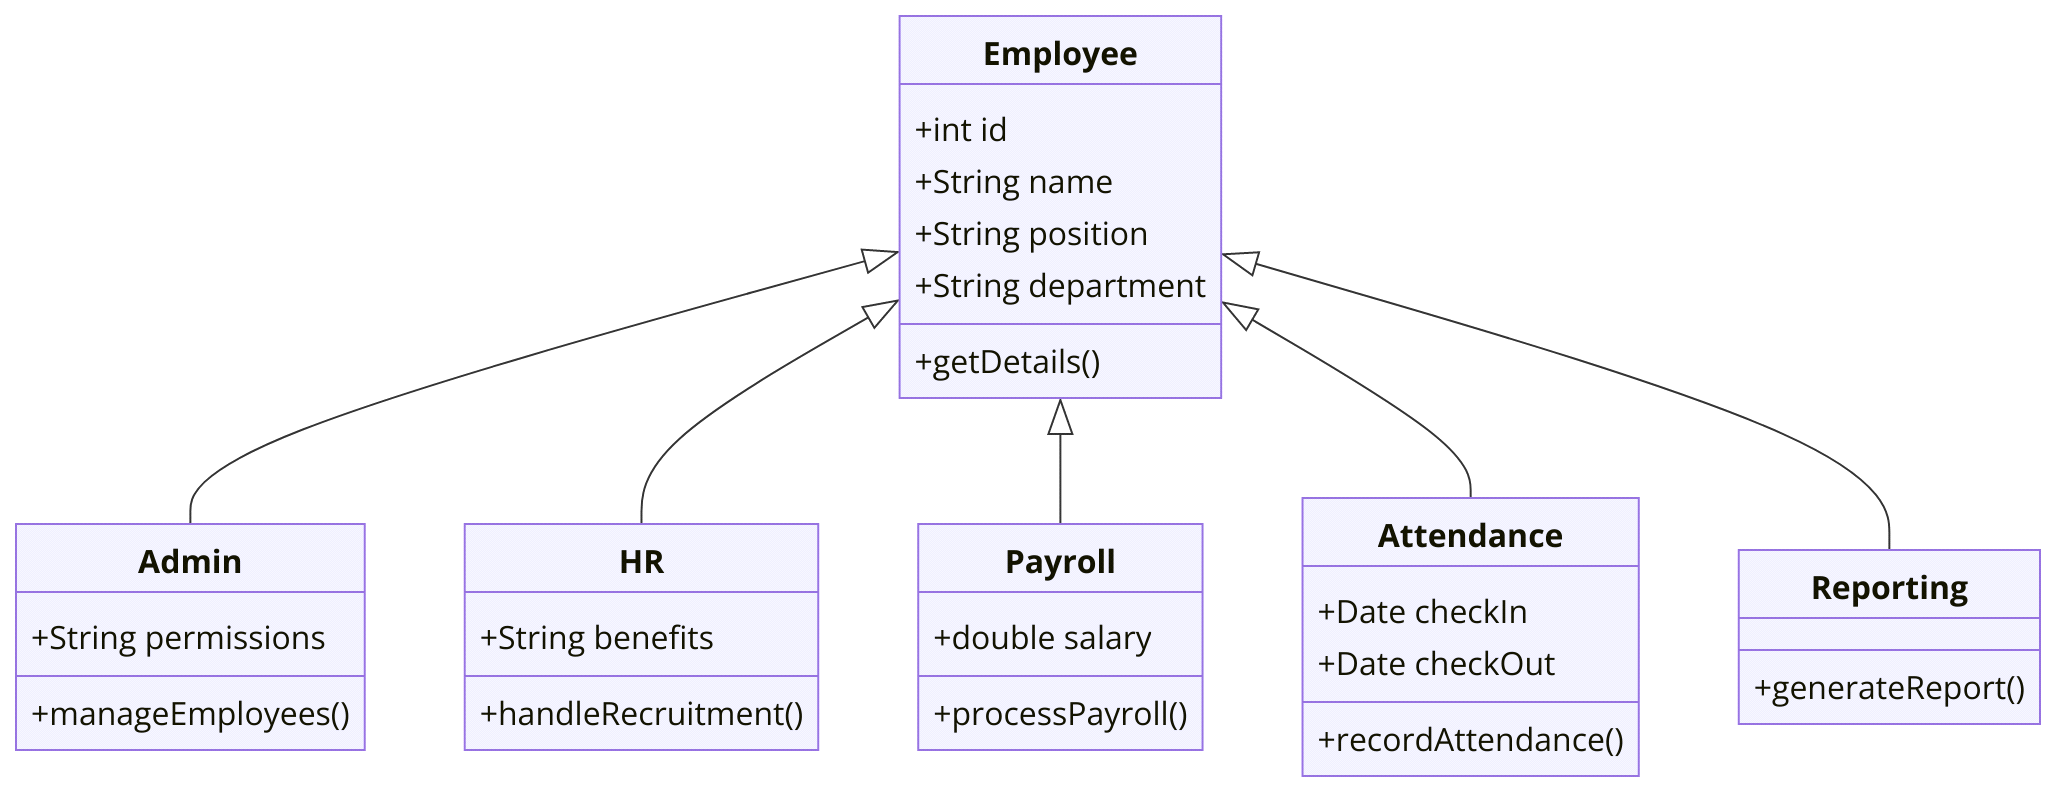 Employee
+int id
+String name
+String position
+String department
+getDetails()
Admin
+String permissions
+manageEmployees()
HR
+String benefits
+handleRecruitment()
Payroll
+double salary
+processPayroll()
Attendance
+Date checkIn
+Date checkOut
+recordAttendance()
Reporting
+generateReport()